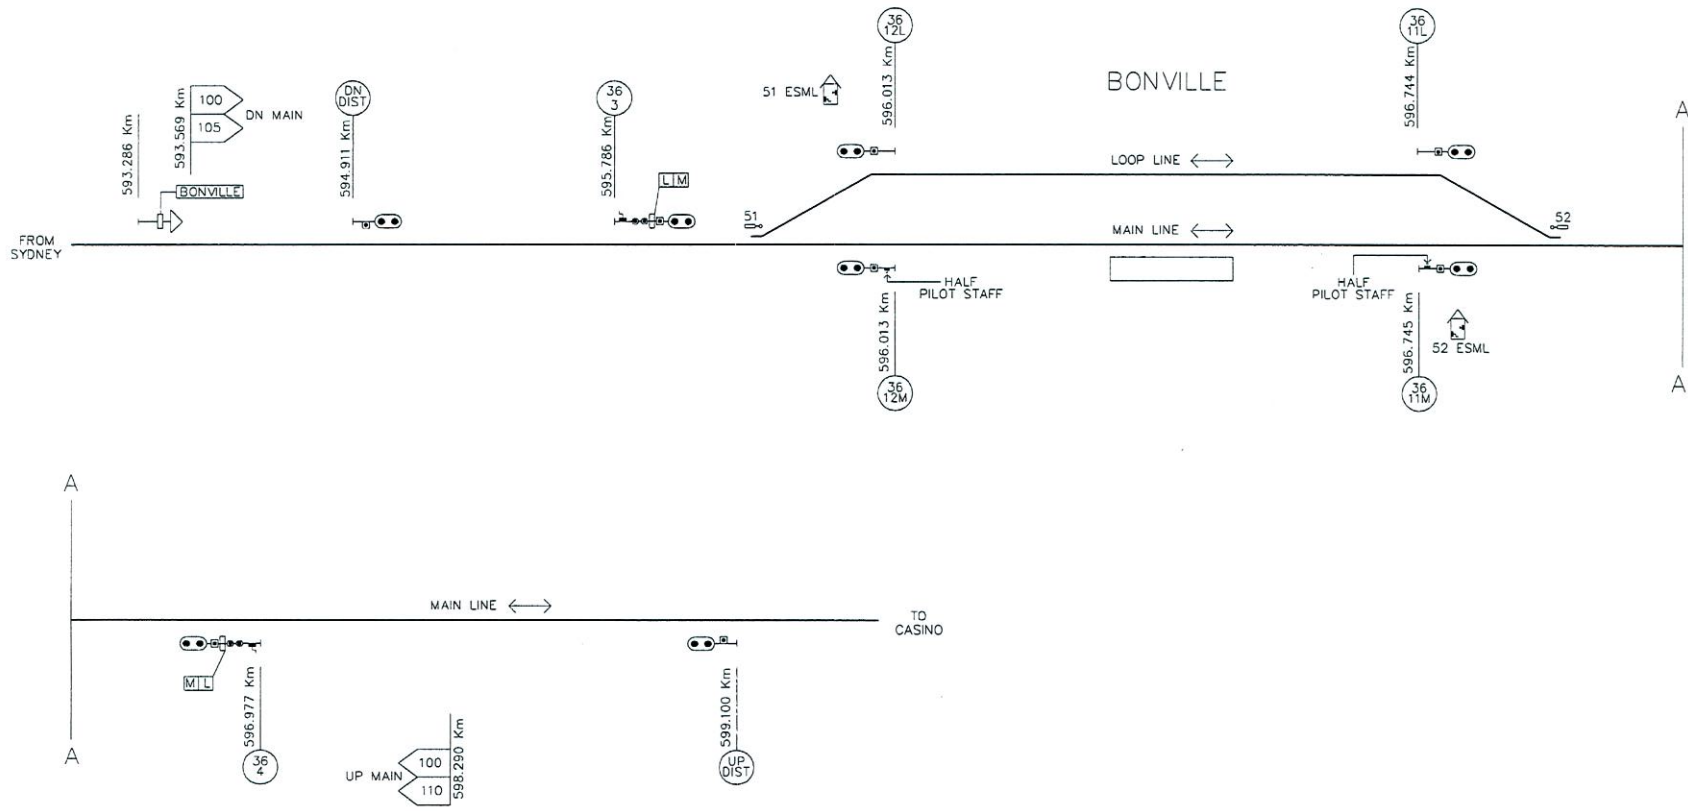 BONVILLE
FROM
SYDNEY
593.286 Km
BONVILLE
593.569 Km
100
105
DN MAIN
DN
DIST
594.911 Km
36
3
595.786 Km
L M
51 ESML
51
36
12L
596.013 Km
LOOP LINE
MAIN LINE
HALF
PILOT STAFF
596.013 Km
36
12M
36
11L
596.744 Km
52
HALF
PILOT STAFF
596.745 Km
52 ESML
36
11M
A
A
A
A
MAIN LINE
TO
CASINO
M L
596.977 Km
36
4
UP MAIN
100
110
598.290 Km
599.100 Km
UP
DIST